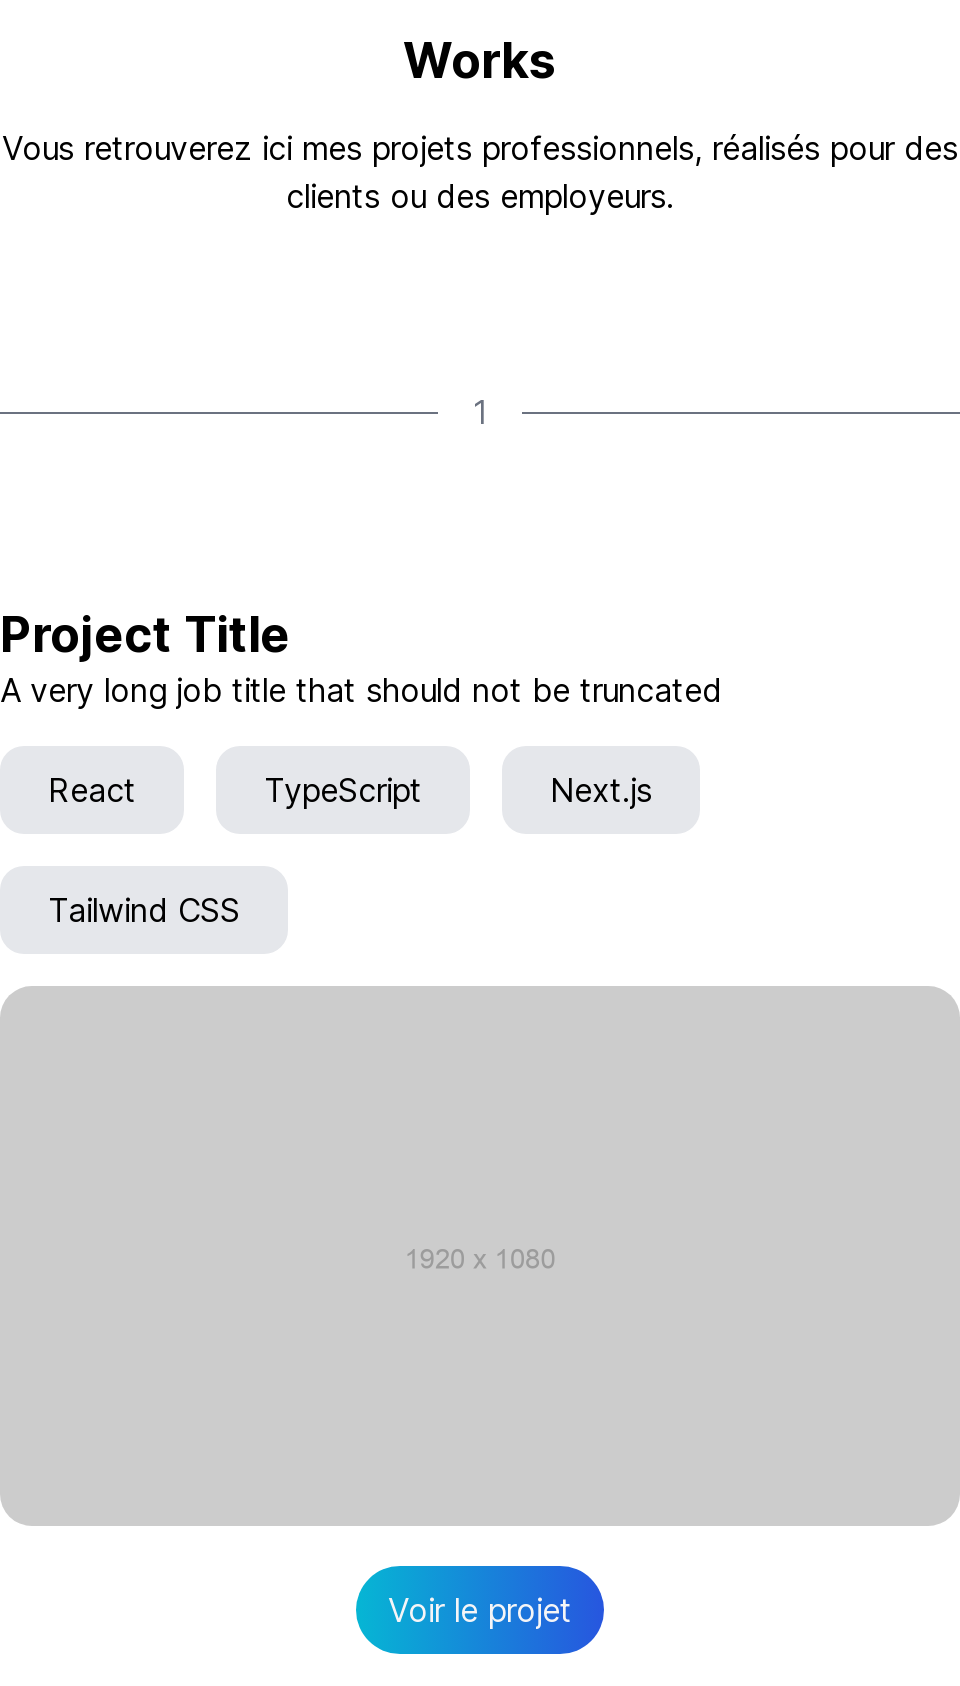 Works
Vous retrouverez ici mes projets professionnels, réalisés pour des
clients ou des employeurs.
1
Project Title
A very long job title that should not be truncated
React
TypeScript
Next.js
Tailwind CSS
1920 x 1080
Voir le projet